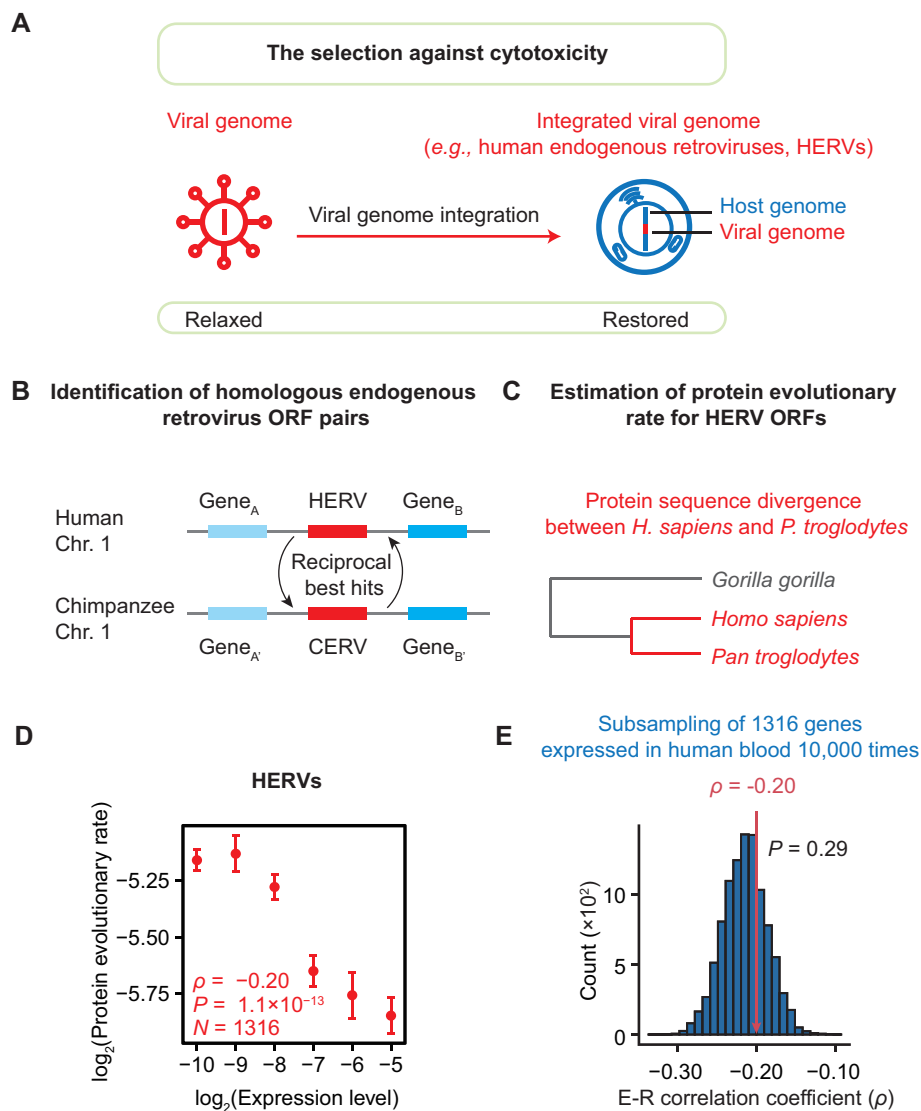 A
The selection against cytotoxicity
Viral genome
Integrated viral genome
(e.g., human endogenous retroviruses, HERVs)
Viral genome integration
Host genome
Viral genome
Relaxed
Restored
B
Identification of homologous endogenous
retrovirus ORF pairs
Human
Chr. 1
GeneA
HERV
GeneB
Reciprocal
best hits
Chimpanzee
Chr. 1
GeneA'
CERV
GeneB'
C
Estimation of protein evolutionary
rate for HERV ORFs
Protein sequence divergence
between H. sapiens and P. troglodytes
Gorilla gorilla
Homo sapiens
Pan troglodytes
D
HERVs
log2(Protein evolutionary rate)
−5.25
−5.50
−5.75
ρ = −0.20
P = 1.1×10−13
N = 1316
−10 −9 −8 −7 −6 −5
log2(Expression level)
E
Subsampling of 1316 genes
expressed in human blood 10,000 times
ρ = -0.20
P = 0.29
Count (×10²)
10
5
0
−0.30 −0.20 −0.10
E-R correlation coefficient (ρ)